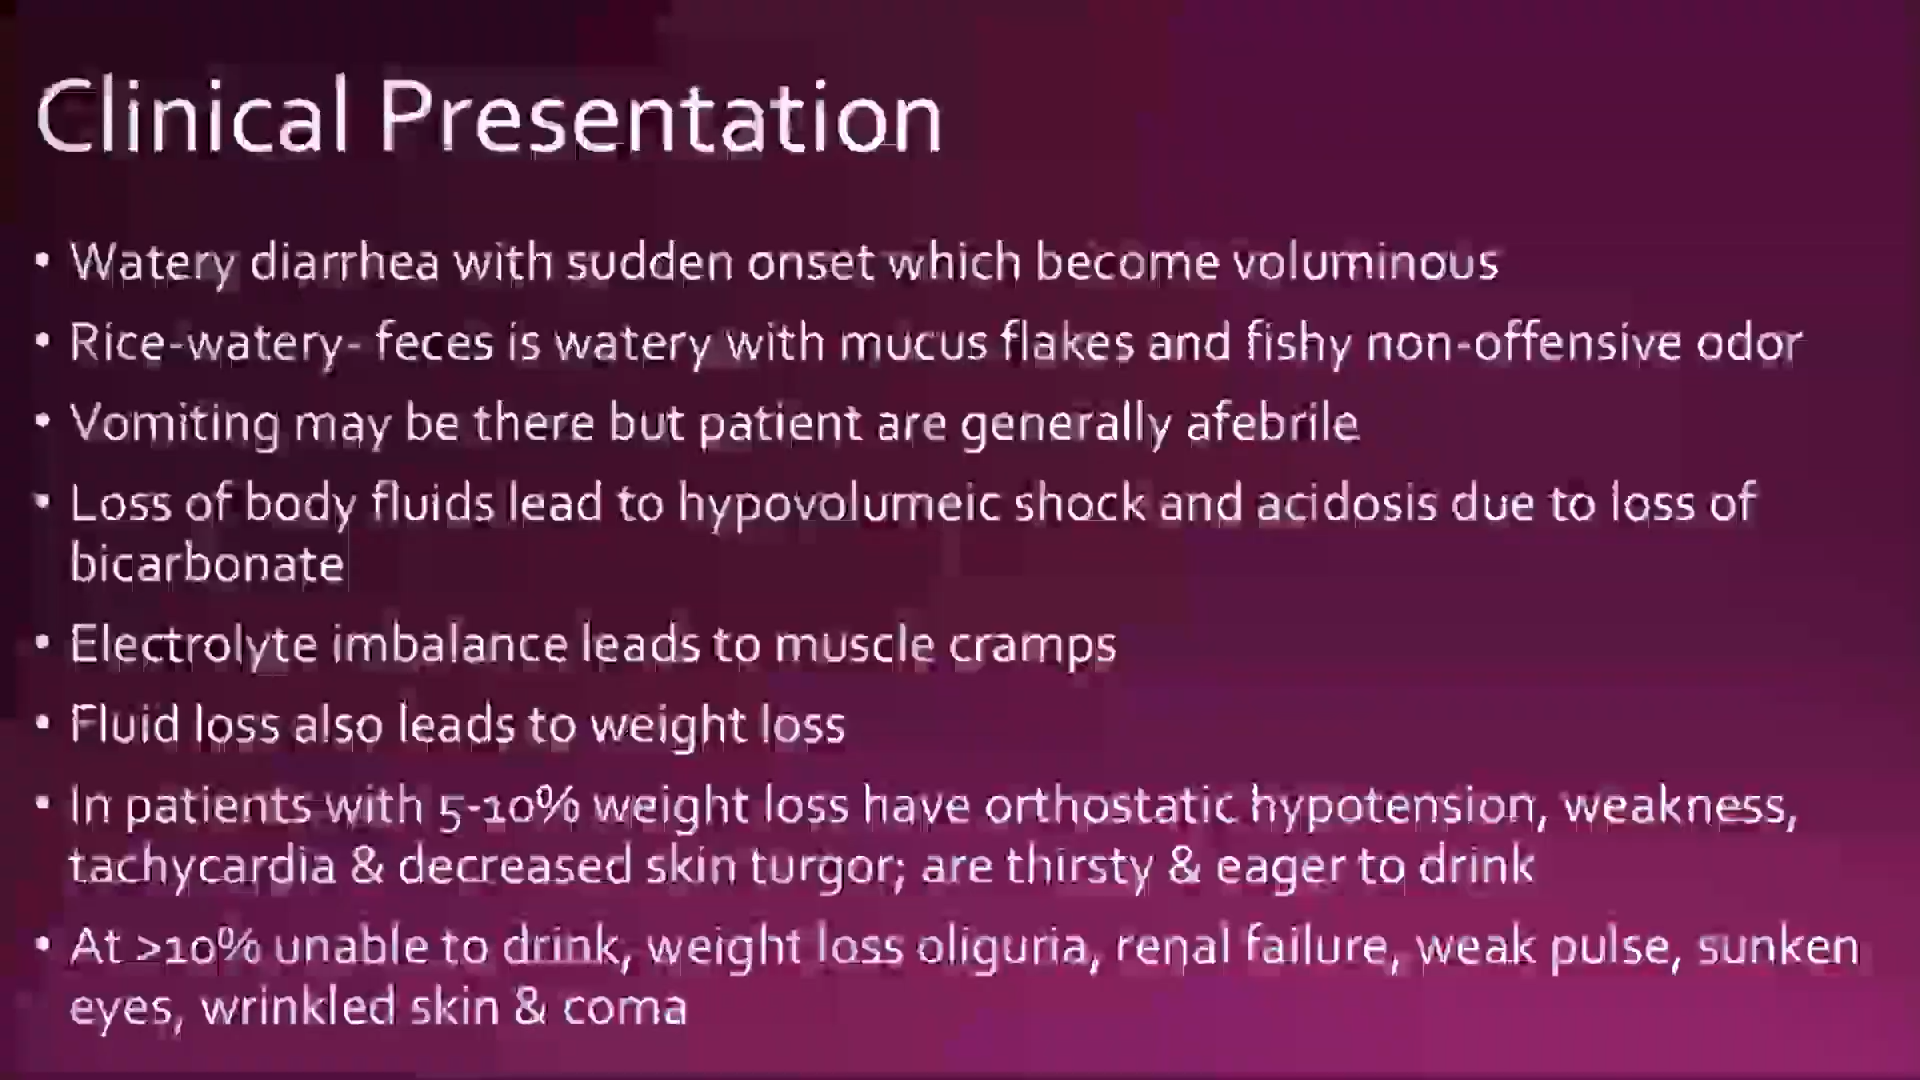 Clinical Presentation
• Watery diarrhea with sudden onset which become voluminous
• Rice-watery- feces is watery with mucus flakes and fishy non-offensive odor
• Vomiting may be there but patient are generally afebrile
• Loss of body fluids lead to hypovolumeic shock and acidosis due to loss of
bicarbonate
• Electrolyte imbalance leads to muscle cramps
• Fluid loss also leads to weight loss
• In patients with 5-10% weight loss have orthostatic hypotension, weakness,
tachycardia & decreased skin turgor; are thirsty & eager to drink
• At >10% unable to drink, weight loss oliguria, renal failure, weak pulse, sunken
eyes, wrinkled skin & coma